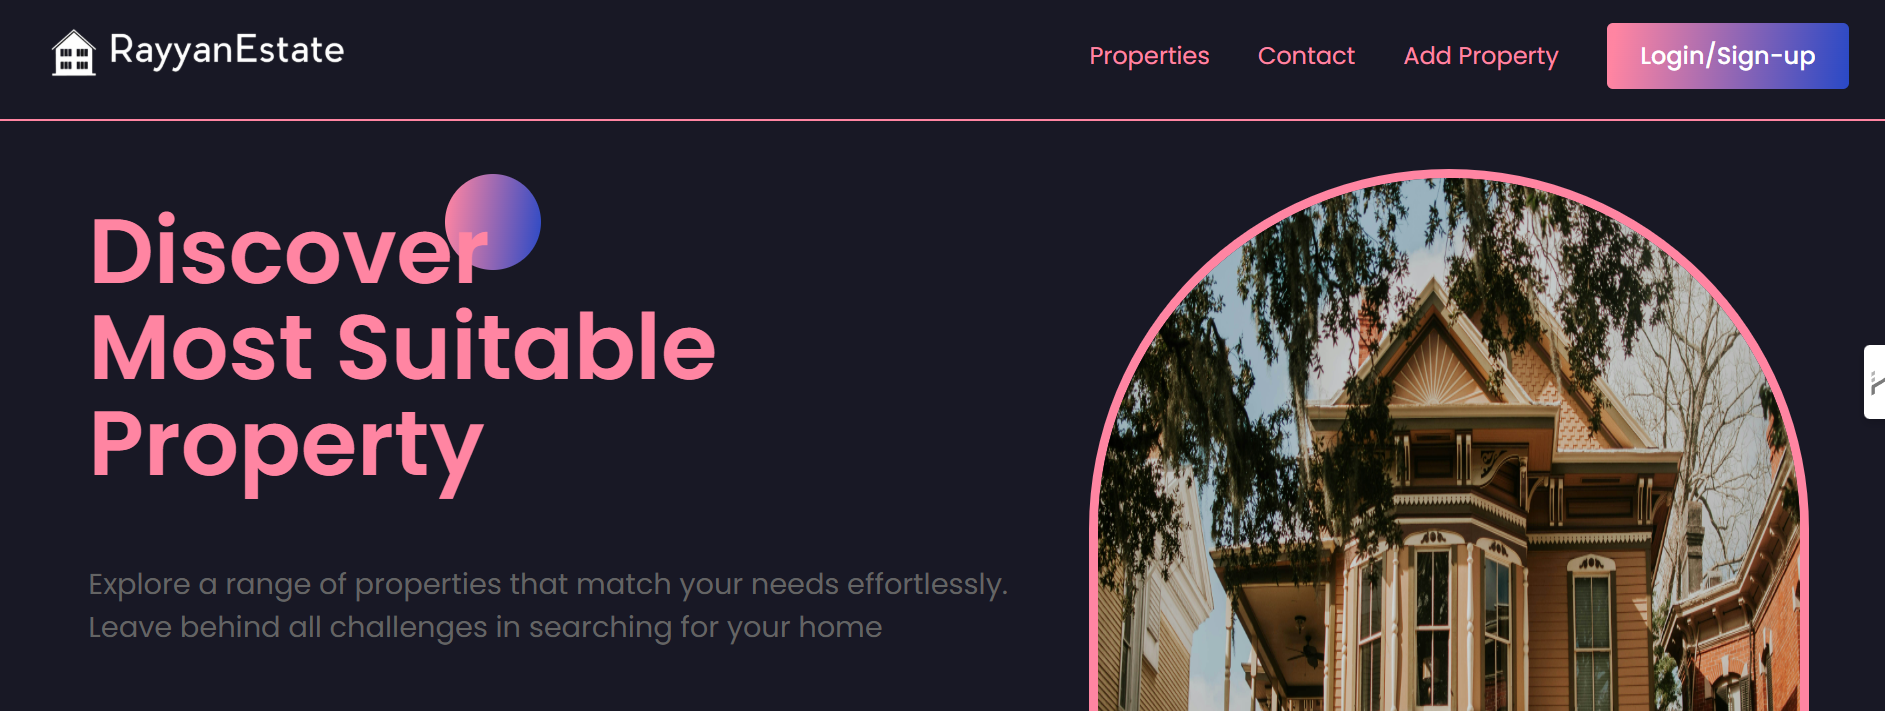 RayyanEstate
Properties Contact Add Property Login/Sign-up
Discover
Most Suitable
Property
Explore a range of properties that match your needs effortlessly.
Leave behind all challenges in searching for your home